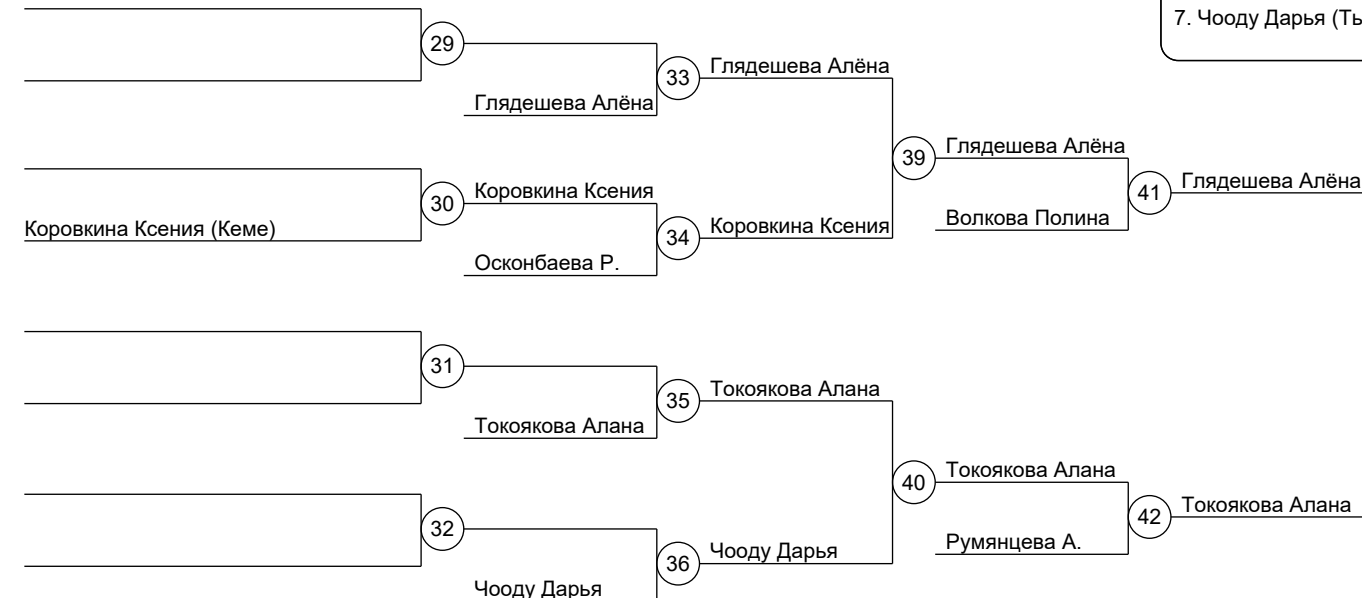 7. Чооду Дарья (Ты
29
33
Глядешева Алёна
Глядешева Алёна
39
Глядешева Алёна
41
Глядешева Алёна
30
Коровкина Ксения
Коровкина Ксения (Кеме)
34
Коровкина Ксения
Волкова Полина
Осконбаева Р.
31
35
Токоякова Алана
Токоякова Алана
40
Токоякова Алана
42
Токоякова Алана
32
36
Чооду Дарья
Румянцева А.
Чооду Дарья